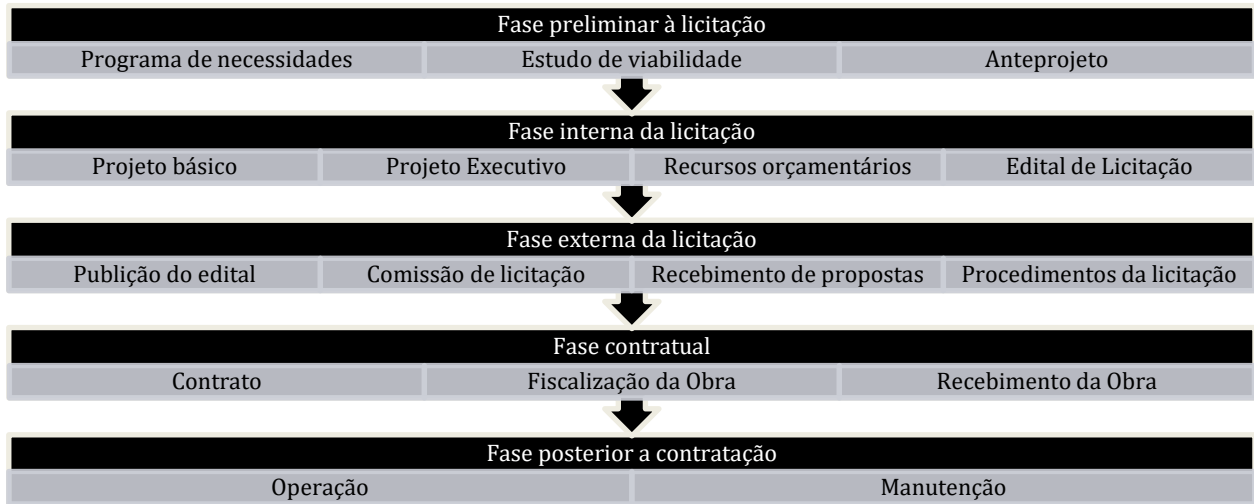 Fase preliminar à licitação
Programa de necessidades Estudo de viabilidade Anteprojeto
Fase interna da licitação
Projeto básico Projeto Executivo Recursos orçamentários Edital de Licitação
Fase externa da licitação
Publição do edital Comissão de licitação Recebimento de propostas Procedimentos da licitação
Fase contratual
Contrato Fiscalização da Obra Recebimento da Obra
Fase posterior a contratação
Operação Manutenção